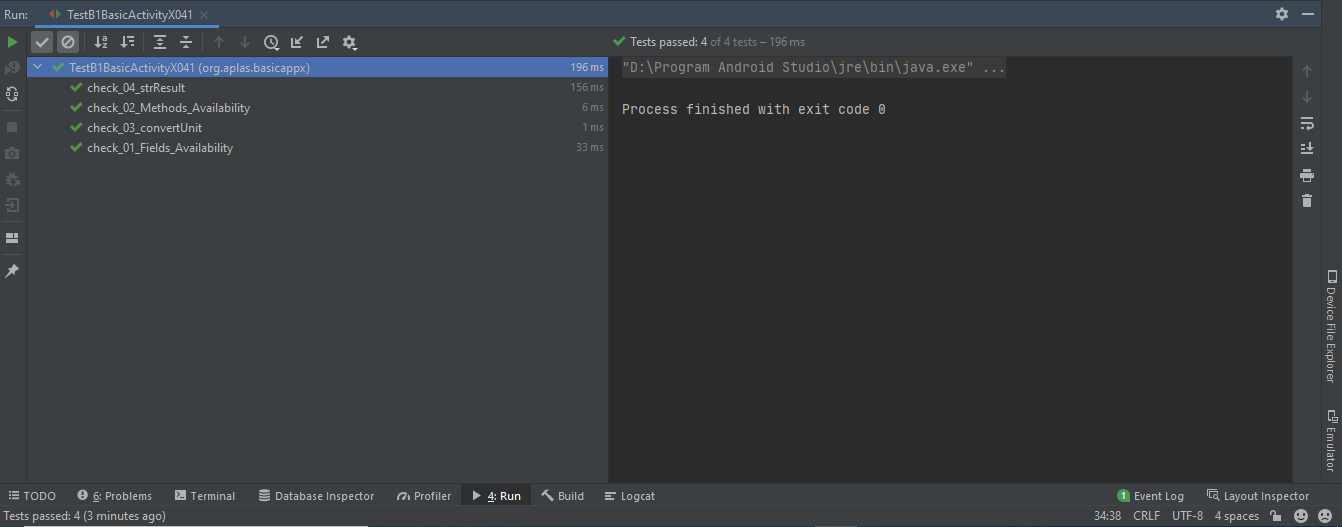 Run: TestB1BasicActivityX041
Tests passed: 4 of 4 tests – 196 ms
TestB1BasicActivityX041 (org.aplas.basicappx) 196 ms
check_04_strResult 156 ms
check_02_Methods_Availability 6 ms
check_03_convertUnit 1 ms
check_01_Fields_Availability 33 ms
"D:\Program Android Studio\jre\bin\java.exe" ...
Process finished with exit code 0
Device File Explorer
Emulator
TODO 6: Problems Terminal Database Inspector Profiler 4: Run Build Logcat 1 Event Log Layout Inspector
Tests passed: 4 (3 minutes ago) 34:38 CRLF UTF-8 4 spaces